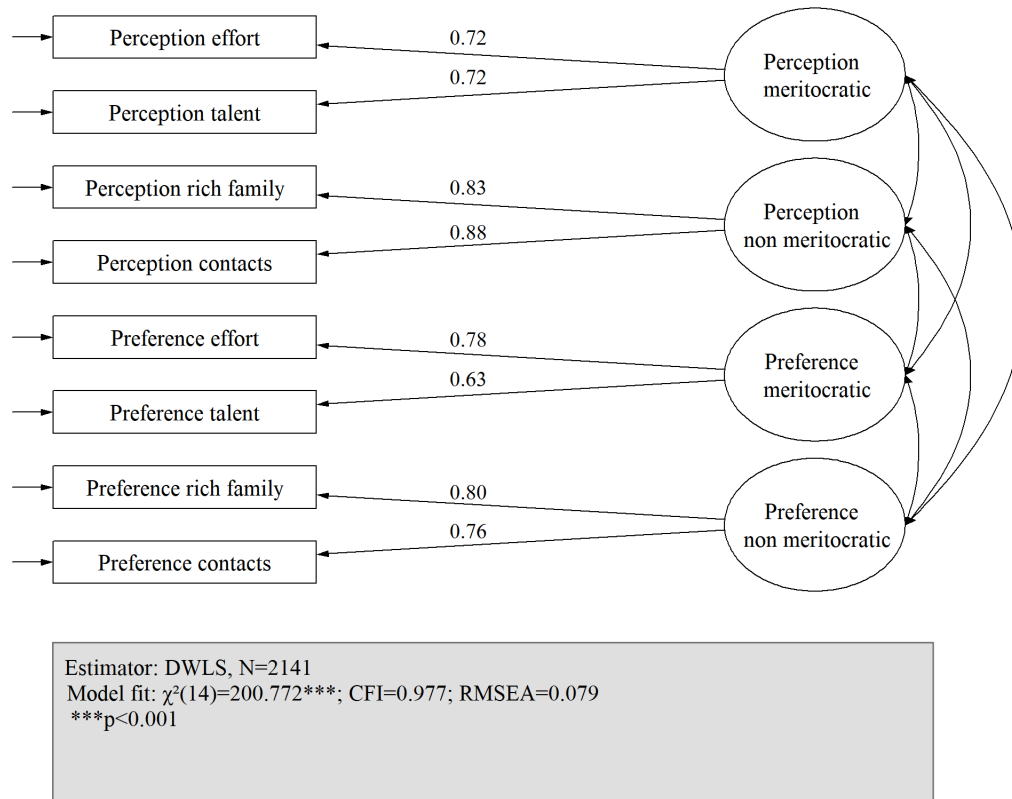 Perception effort
0.72
Perception
meritocratic
0.72
Perception talent
Perception rich family
0.83
Perception
non meritocratic
0.88
Perception contacts
Preference effort
0.78
Preference
meritocratic
0.63
Preference talent
Preference rich family
0.80
Preference
non meritocratic
0.76
Preference contacts
Estimator: DWLS, N=2141
Model fit: χ²(14)=200.772***; CFI=0.977; RMSEA=0.079
***p<0.001